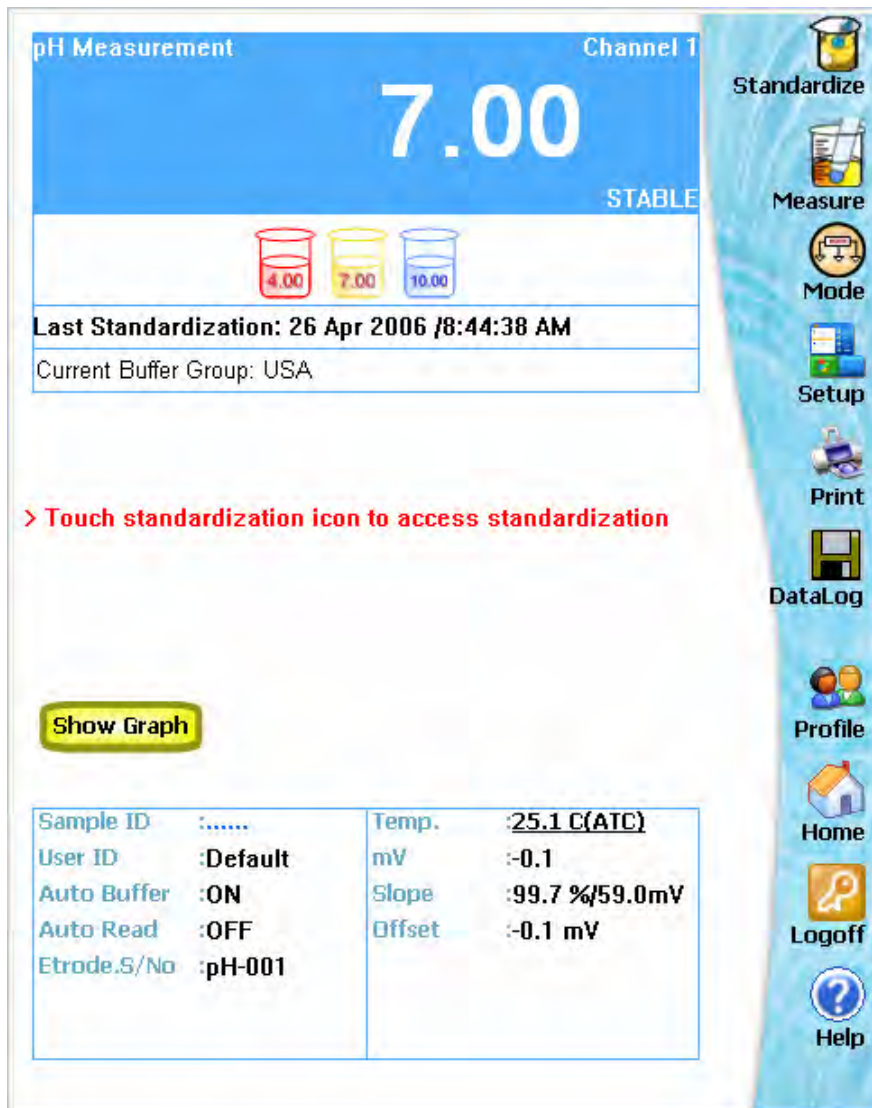 pH Measurement Channel 1
7.00
STABLE
4.00 7.00 10.00
Last Standardization: 26 Apr 2006 /8:44:38 AM
Current Buffer Group: USA
> Touch standardization icon to access standardization
Show Graph
Sample ID :......
User ID :Default
Auto Buffer :ON
Auto Read :OFF
Etrode.S/No :pH-001
Temp. :25.1 C(ATC)
mV :-0.1
Slope :99.7 %/59.0mV
Offset :-0.1 mV
Standardize
Measure
Mode
Setup
Print
DataLog
Profile
Home
Logoff
Help